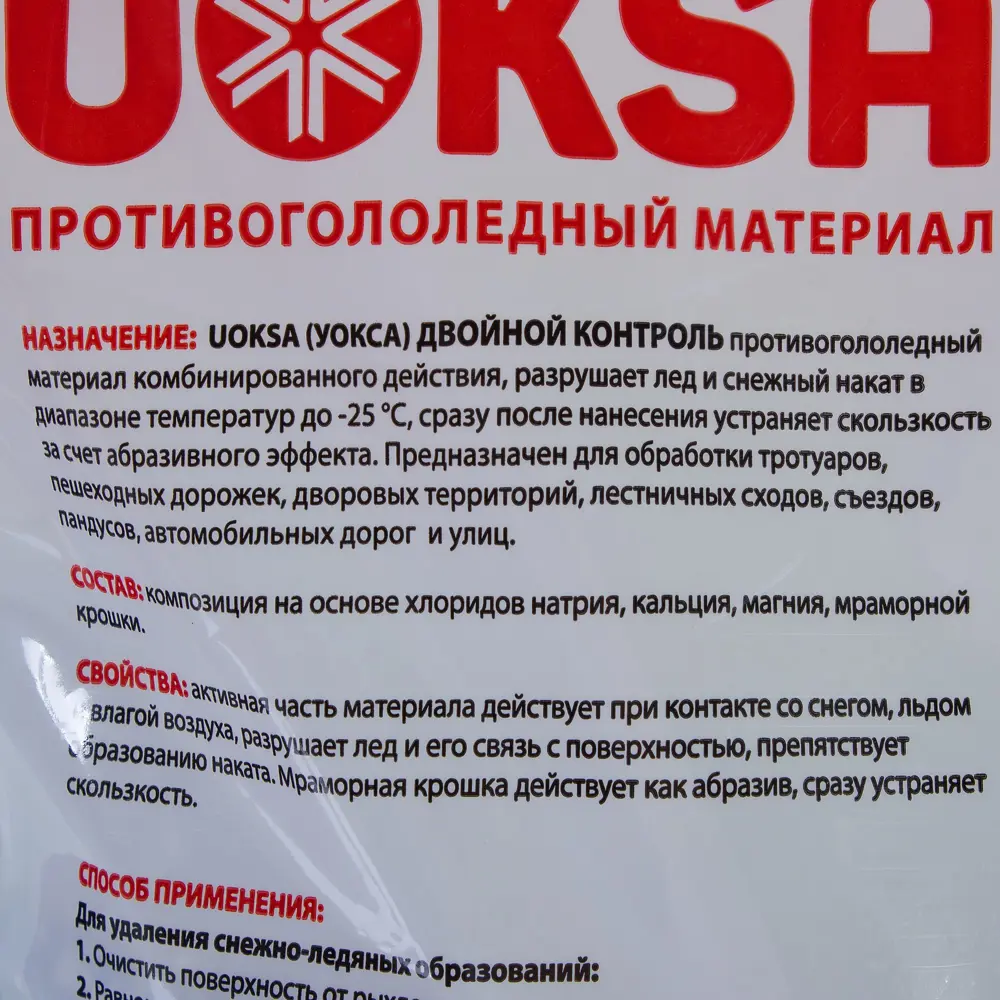 UOKSA
ПРОТИВОГОЛОЛЕДНЫЙ МАТЕРИАЛ
НАЗНАЧЕНИЕ: UOKSA (УОКСА) ДВОЙНОЙ КОНТРОЛЬ противогололедный
материал комбинированного действия, разрушает лед и снежный накат в
диапазоне температур до -25 °C, сразу после нанесения устраняет скользкость
за счет абразивного эффекта. Предназначен для обработки тротуаров,
пешеходных дорожек, дворовых территорий, лестничных сходов, съездов,
пандусов, автомобильных дорог и улиц.
СОСТАВ: композиция на основе хлоридов натрия, кальция, магния, мраморной
крошки.
СВОЙСТВА: активная часть материала действует при контакте со снегом, льдом
влагой воздуха, разрушает лед и его связь с поверхностью, препятствует
образованию наката. Мраморная крошка действует как абразив, сразу устраняет
скользкость.
СПОСОБ ПРИМЕНЕНИЯ:
Для удаления снежно-ледяных образований:
1. Очистить поверхность от
2.